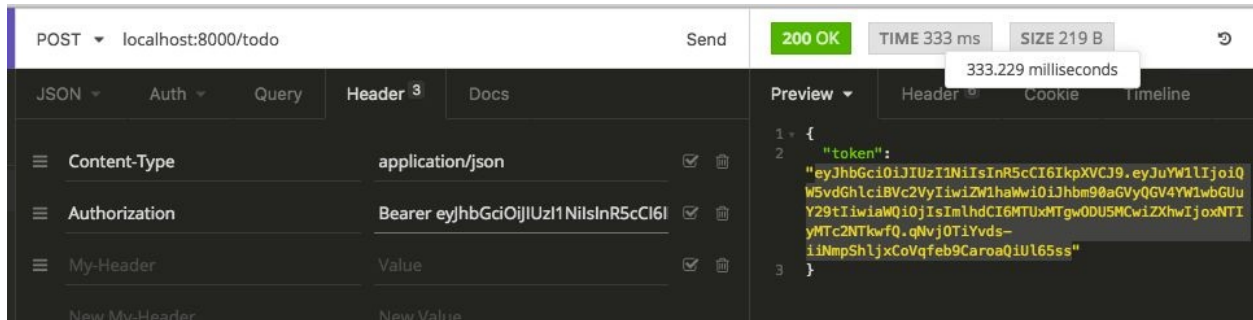 POST localhost:8000/todo Send 200 OK TIME 333 ms SIZE 219 B
333.229 milliseconds
JSON Auth Query Header 3 Docs Preview Header 6 Cookie Timeline
1 {
2 "token":
Content-Type application/json
"eyJhbGciOiJIUzI1NiIsInR5cCI6IkpXVCJ9.eyJuYW1lIjoiQ
W5vdGhlciBVc2VyIiwiZW1haWwiOiJhbm90aGVyQGV4YW1wbGUu
Authorization Bearer eyJhbGciOiJIUzI1NiIsInR5cCI6I
Y29tIiwiaWQiOjIsImlhdCI6MTUxMTgwODU5MCwiZXhwIjoxNTI
yMTc2NTkwfQ.qNvjOTiYvds-
iiNmpShljxCoVqfeb9CaroaQiUl65ss"
My-Header Value
3 }
New My-Header New Value